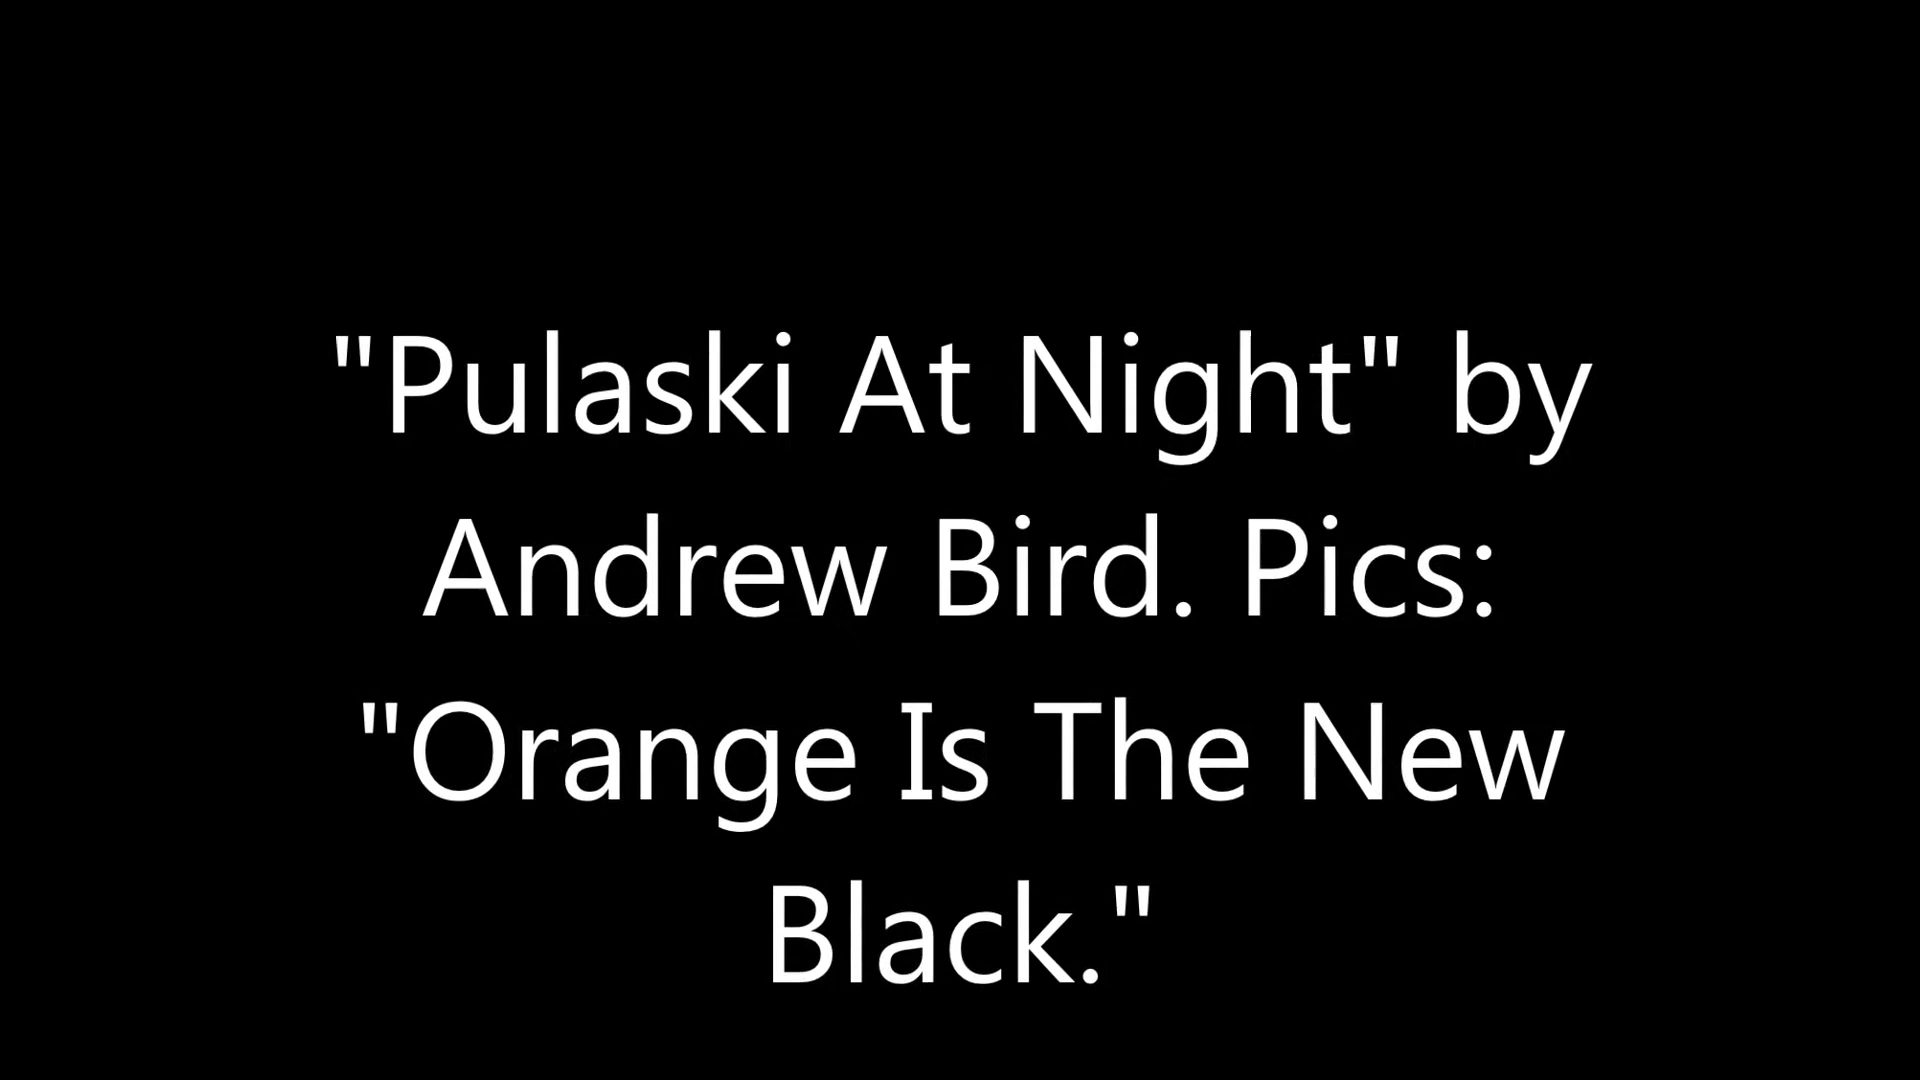 "Pulaski At Night" by
Andrew Bird. Pics:
"Orange Is The New
Black."